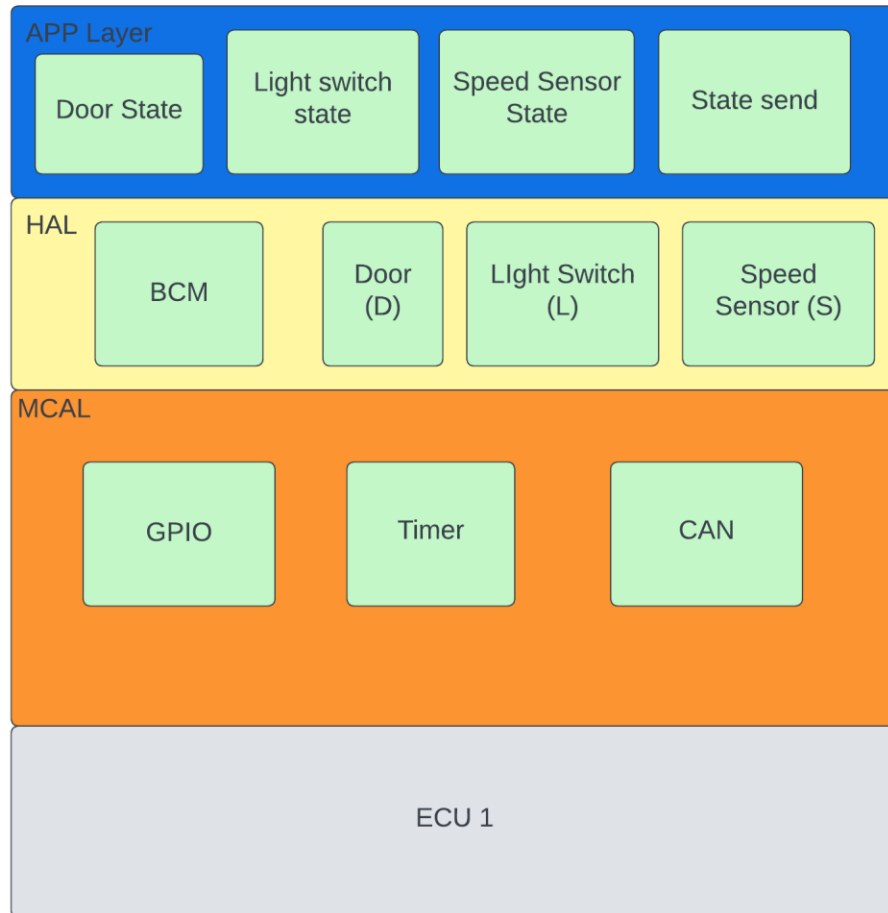 APP Layer
Door State
Light switch
state
Speed Sensor
State
State send
HAL
BCM
Door
(D)
LIght Switch
(L)
Speed
Sensor (S)
MCAL
GPIO
Timer
CAN
ECU 1